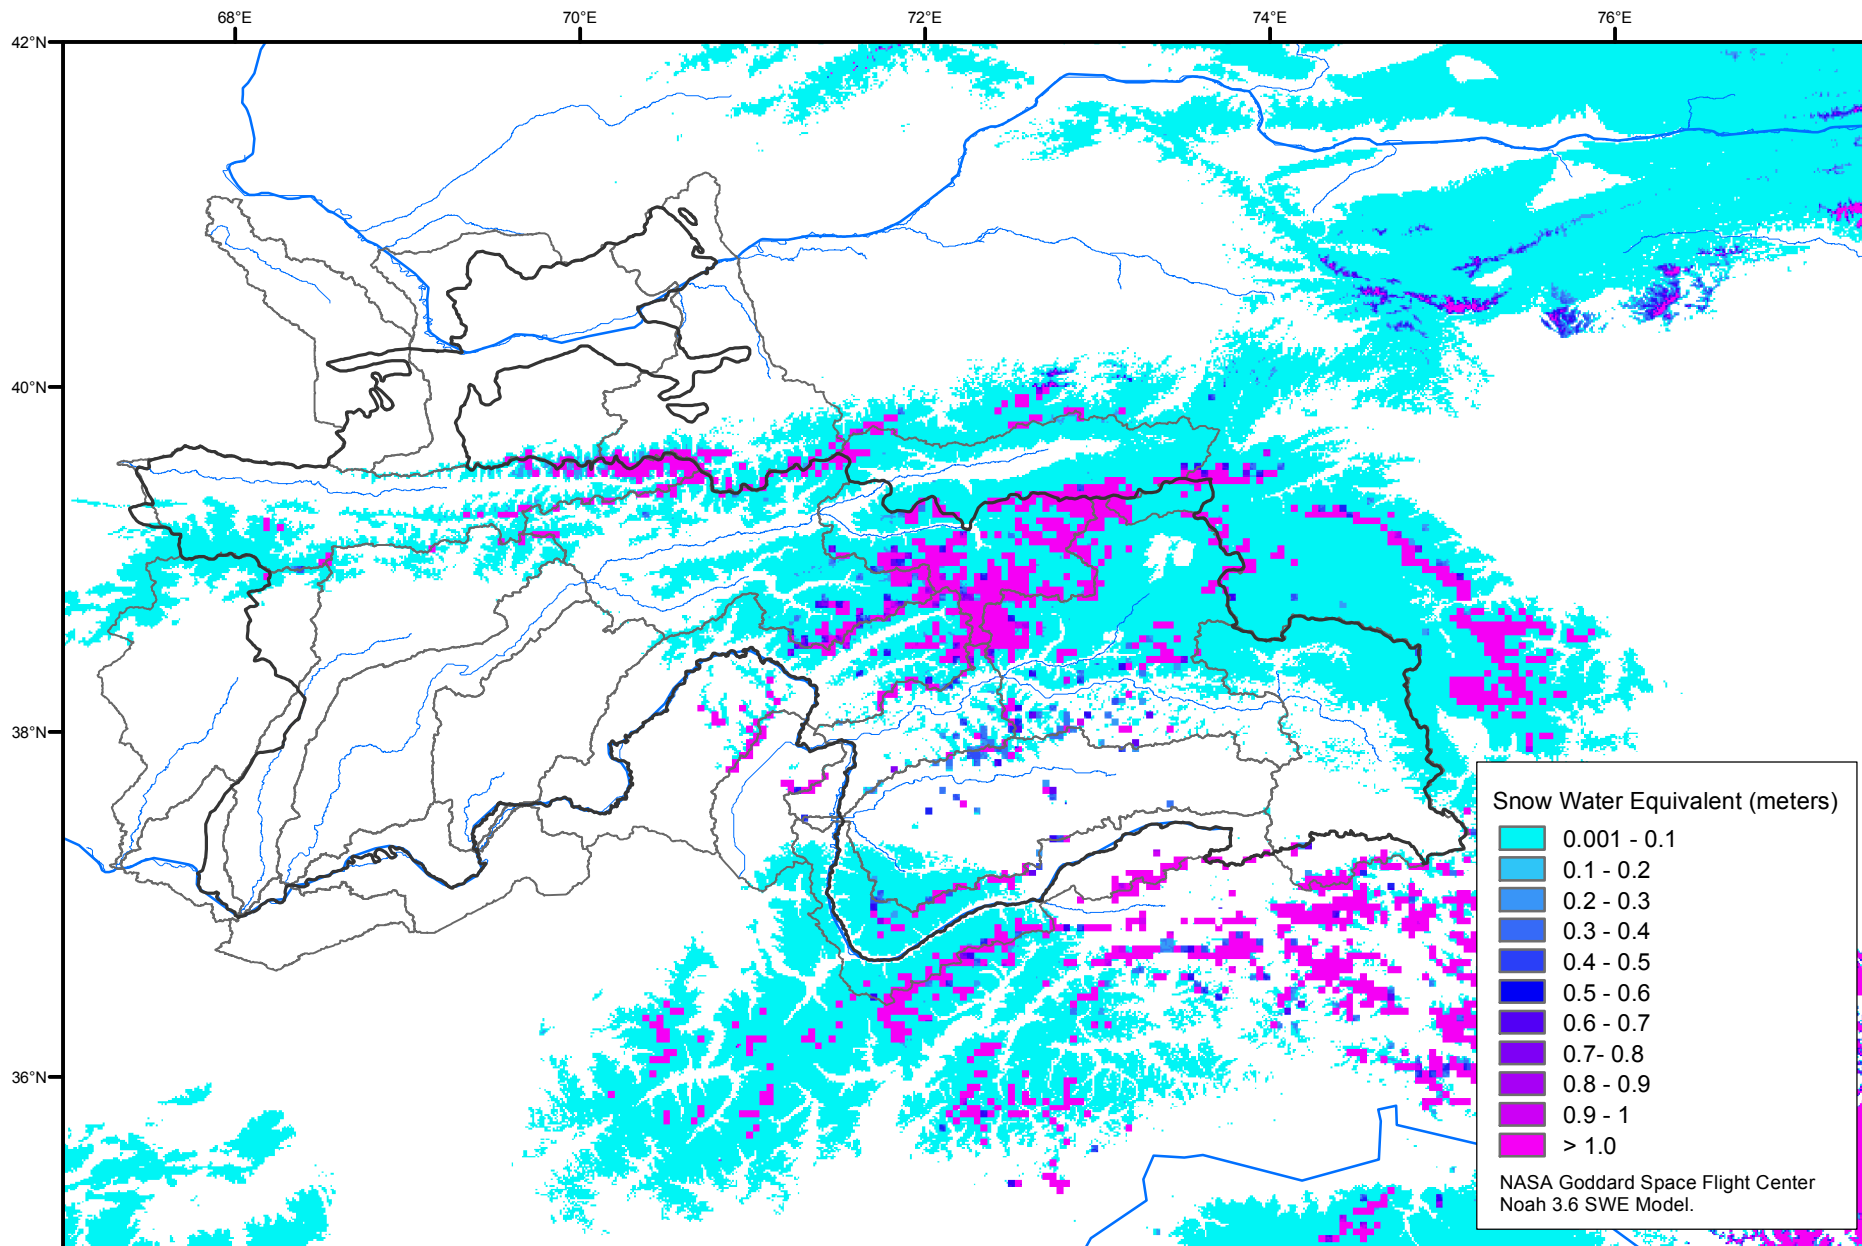 68°E
70°E
72°E
74°E
76°E
42°N
40°N
38°N
36°N
Snow Water Equivalent (meters)
0.001 - 0.1
0.1 - 0.2
0.2 - 0.3
0.3 - 0.4
0.4 - 0.5
0.5 - 0.6
0.6 - 0.7
0.7- 0.8
0.8 - 0.9
0.9 - 1
> 1.0
NASA Goddard Space Flight Center
Noah 3.6 SWE Model.